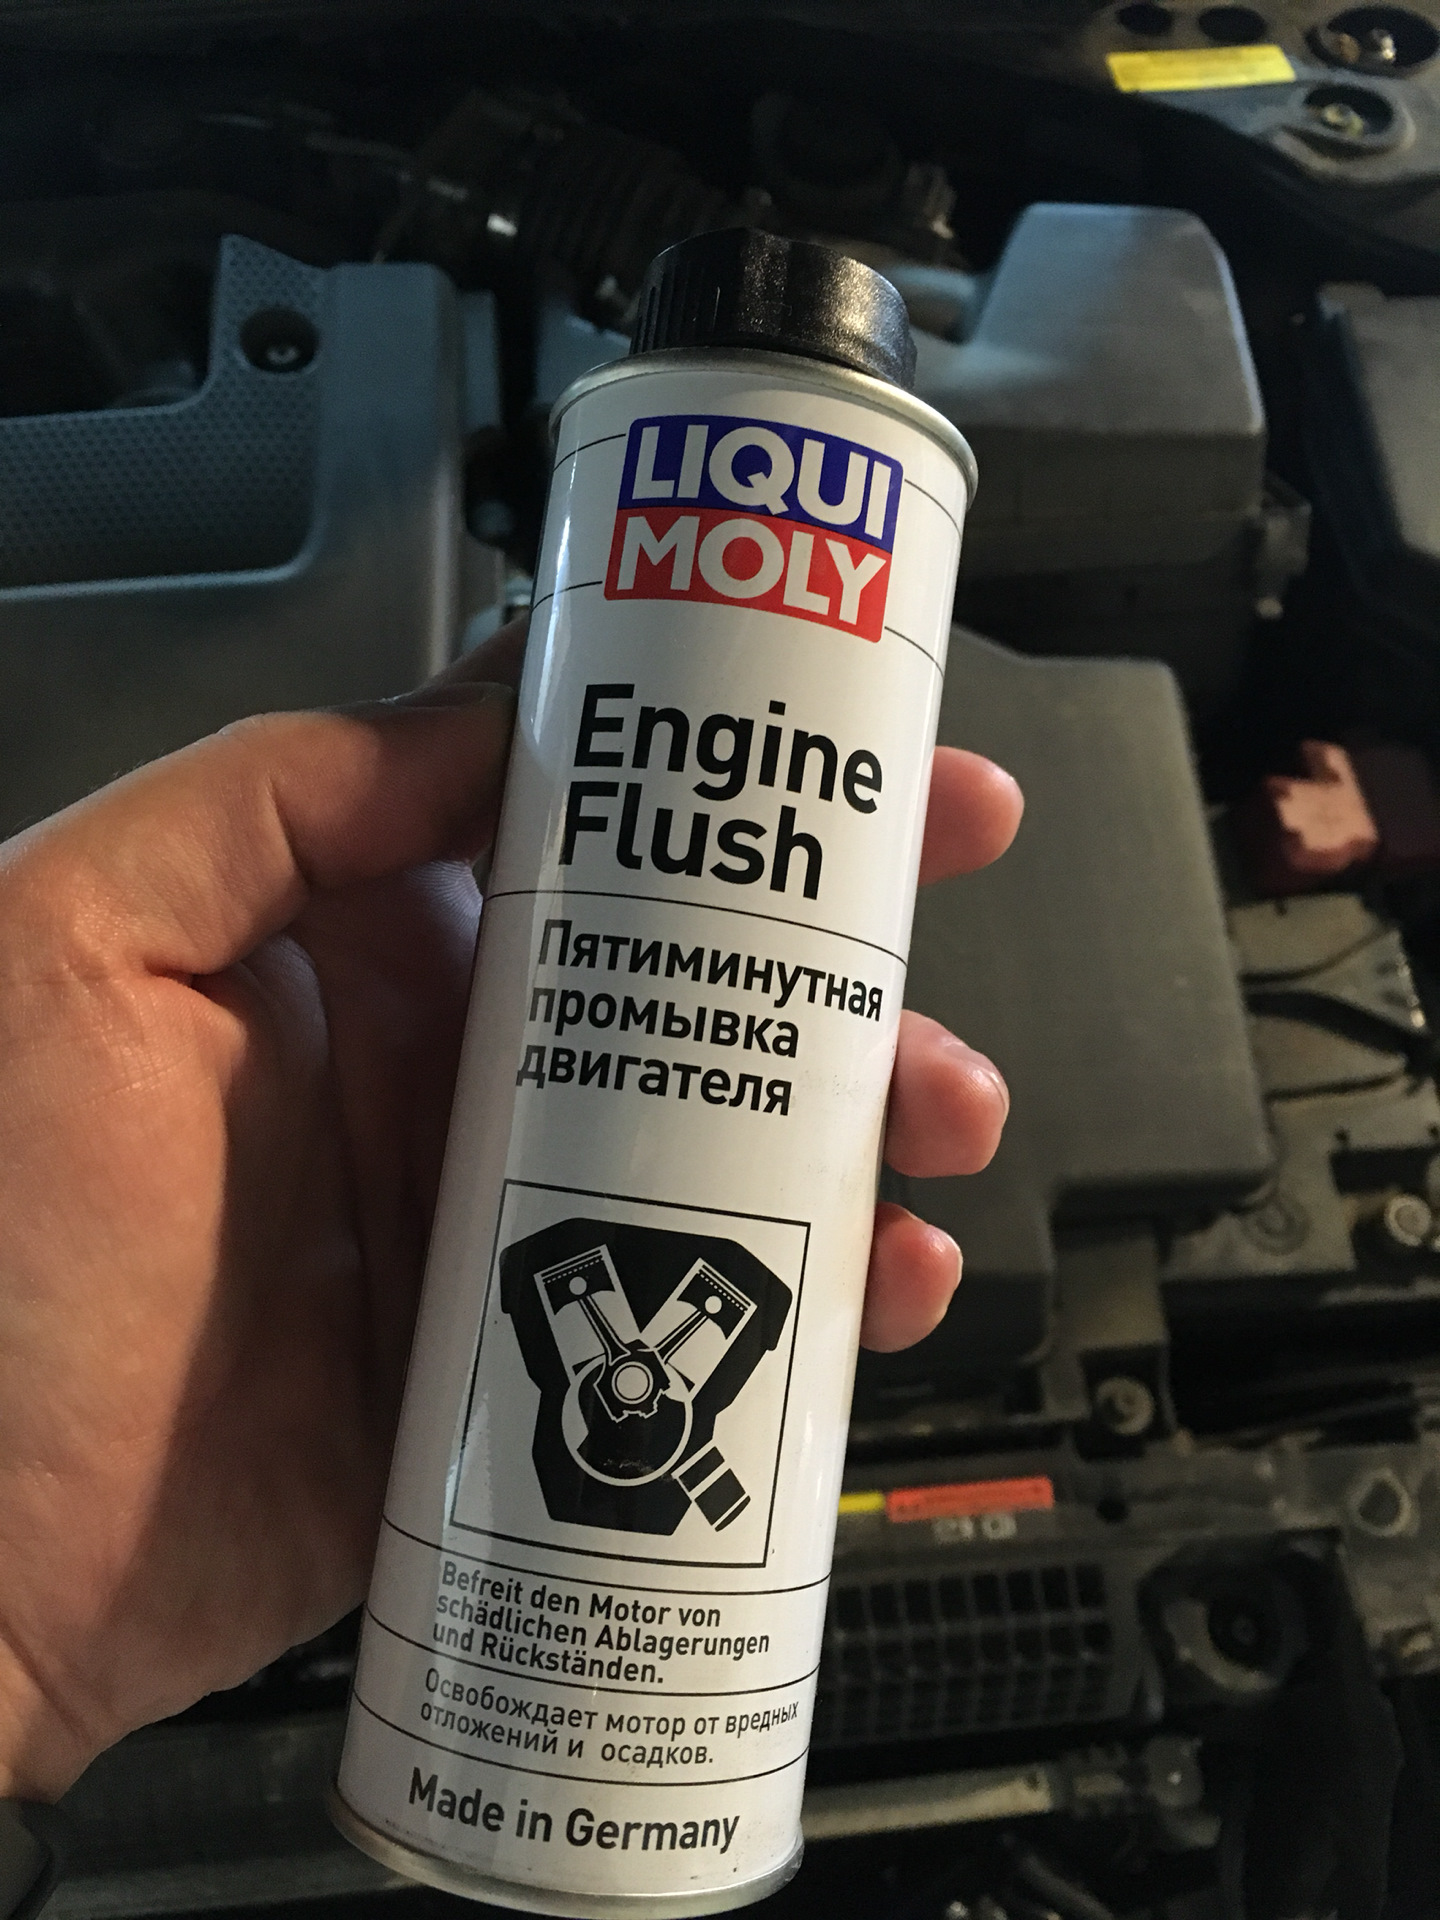 LIQUI
MOLY
Engine
Flush
Пятиминутная
промывка
двигателя
Befreit den Motor von
schädlichen Ablagerungen
und Rückständen.
Освобождает мотор от вредных
отложений и осадков.
Made in Germany